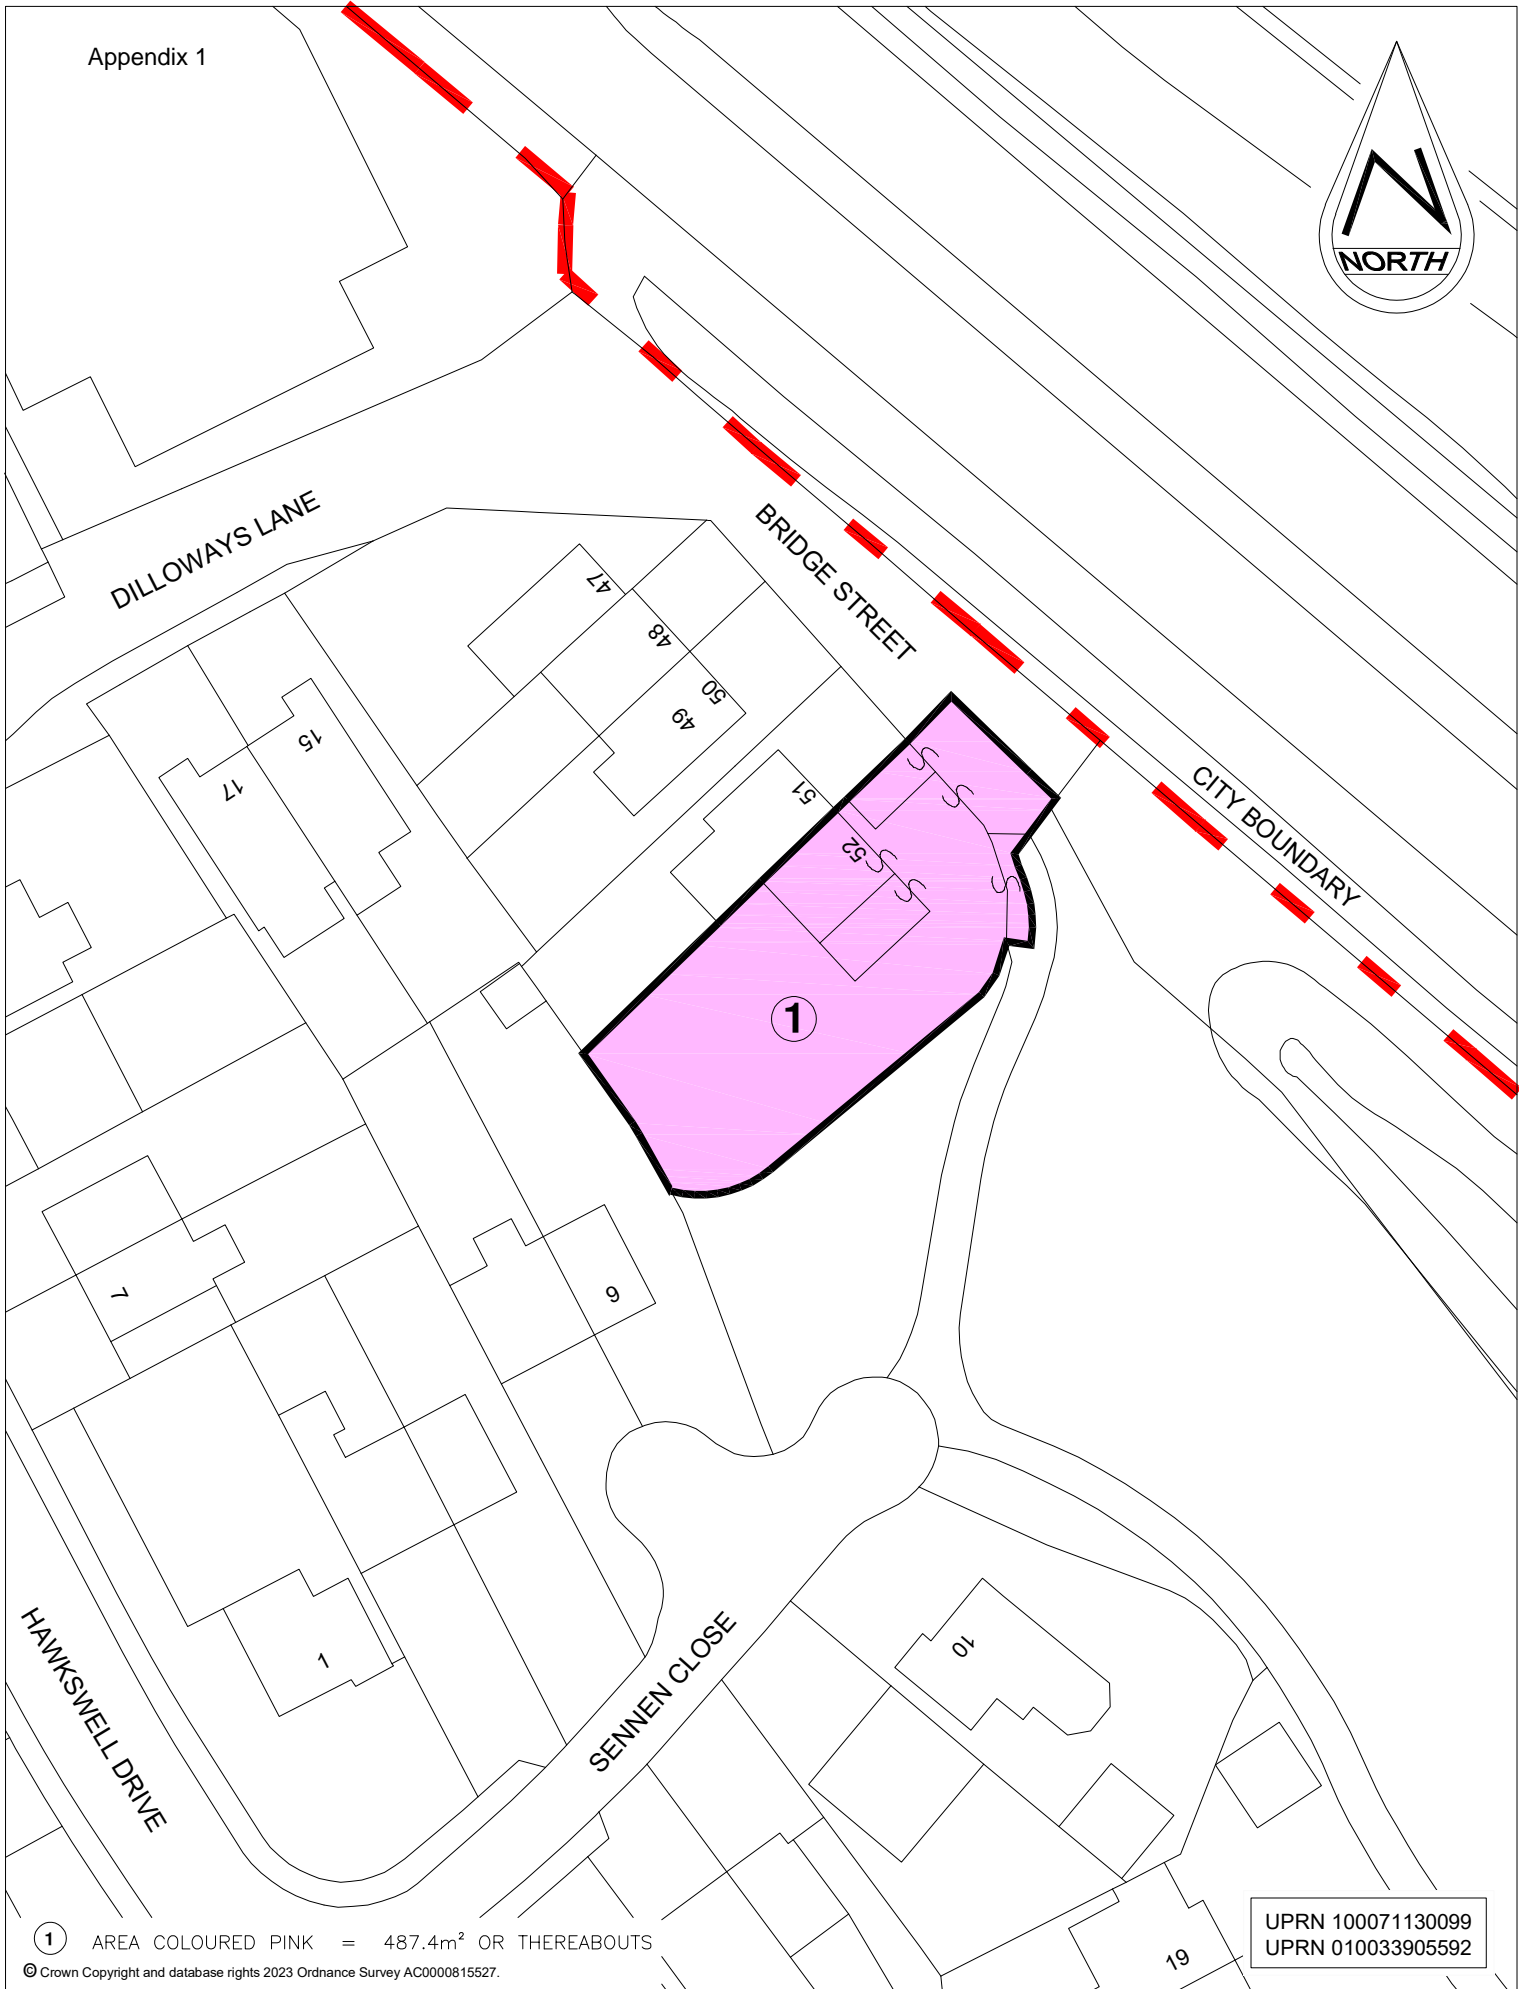 Appendix 1
N
NORTH
DILLOWAYS LANE
BRIDGE STREET
47
48
50
49
15
17
51
52
S
S
S
S
S
CITY BOUNDARY
1
7
9
1
10
HAWKSWELL DRIVE
SENNEN CLOSE
19
UPRN 100071130099
UPRN 010033905592
1 AREA COLOURED PINK = 487.4m² OR THEREABOUTS
© Crown Copyright and database rights 2023 Ordnance Survey AC0000815527.